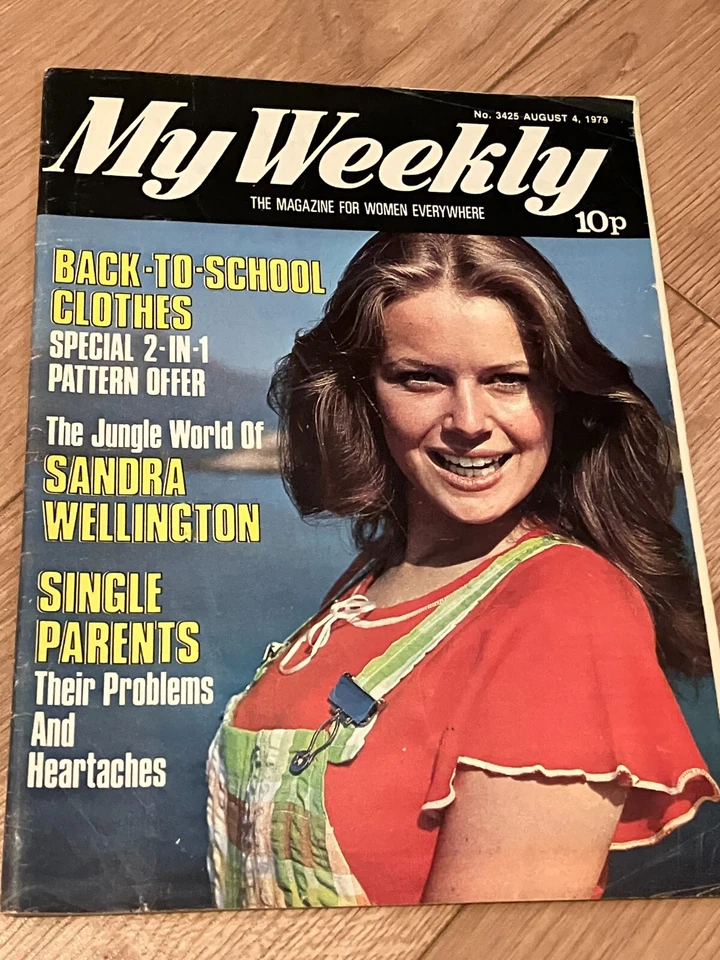 No. 3425 AUGUST 4, 1979
My Weekly
THE MAGAZINE FOR WOMEN EVERYWHERE
10p
BACK-TO-SCHOOL
CLOTHES
SPECIAL 2-IN-1
PATTERN OFFER
The Jungle World Of
SANDRA
WELLINGTON
SINGLE
PARENTS
Their Problems
And
Heartaches